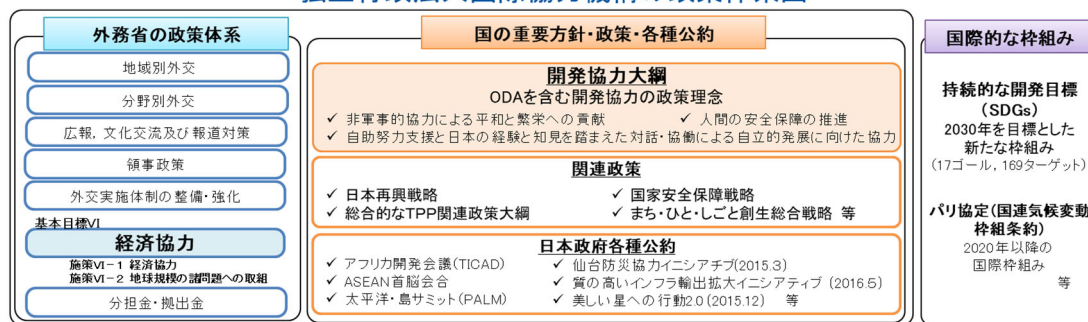 外務省の政策体系
地域別外交
分野別外交
広報，文化交流及び報道対策
領事政策
外交実施体制の整備・強化
基本目標Ⅵ
経済協力
施策Ⅵ－1 経済協力
施策Ⅵ－2 地球規模の諸問題への取組
分担金・拠出金
国の重要方針・政策・各種公約
開発協力大綱
ODAを含む開発協力の政策理念
✓ 非軍事的協力による平和と繁栄への貢献 ✓ 人間の安全保障の推進
✓ 自助努力支援と日本の経験と知見を踏まえた対話・協働による自立的発展に向けた協力
関連政策
✓ 日本再興戦略 ✓ 国家安全保障戦略
✓ 総合的なTPP関連政策大綱 ✓ まち・ひと・しごと創生総合戦略 等
日本政府各種公約
✓ アフリカ開発会議(TICAD) ✓ 仙台防災協力イニシアチブ(2015.3)
✓ ASEAN首脳会合 ✓ 質の高いインフラ輸出拡大イニシアティブ (2016.5)
✓ 太平洋・島サミット(PALM) ✓ 美しい星への行動2.0 (2015.12) 等
国際的な枠組み
持続的な開発目標
(SDGs)
2030年を目標とした
新たな枠組み
(17ゴール, 169ターゲット)
パリ協定(国連気候変動
枠組条約)
2020年以降の
国際枠組み
等